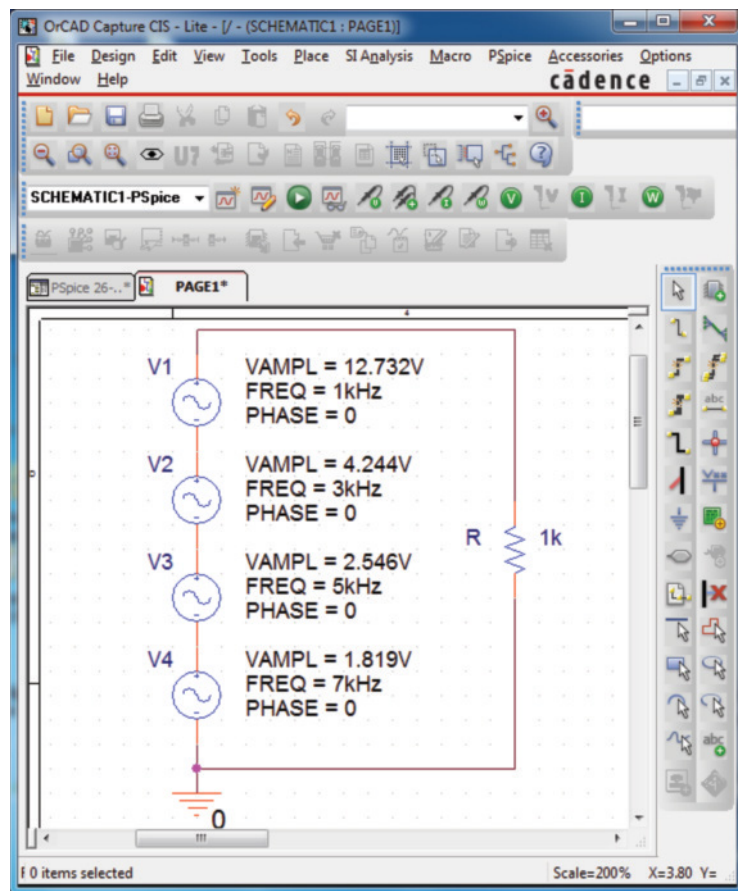 OrCAD Capture CIS - Lite - [/ - (SCHEMATIC1 : PAGE1)]
File Design Edit View Tools Place SI Analysis Macro PSpice Accessories Options
Window Help
cādence
U?
SCHEMATIC1-PSpice
V
I
W
PSpice 26-..*
PAGE1*
4
V1
VAMPL = 12.732V
FREQ = 1kHz
PHASE = 0
V2
VAMPL = 4.244V
FREQ = 3kHz
PHASE = 0
R
1k
V3
VAMPL = 2.546V
FREQ = 5kHz
PHASE = 0
V4
VAMPL = 1.819V
FREQ = 7kHz
PHASE = 0
0
abc
abc
0 items selected
Scale=200% X=3.80 Y=